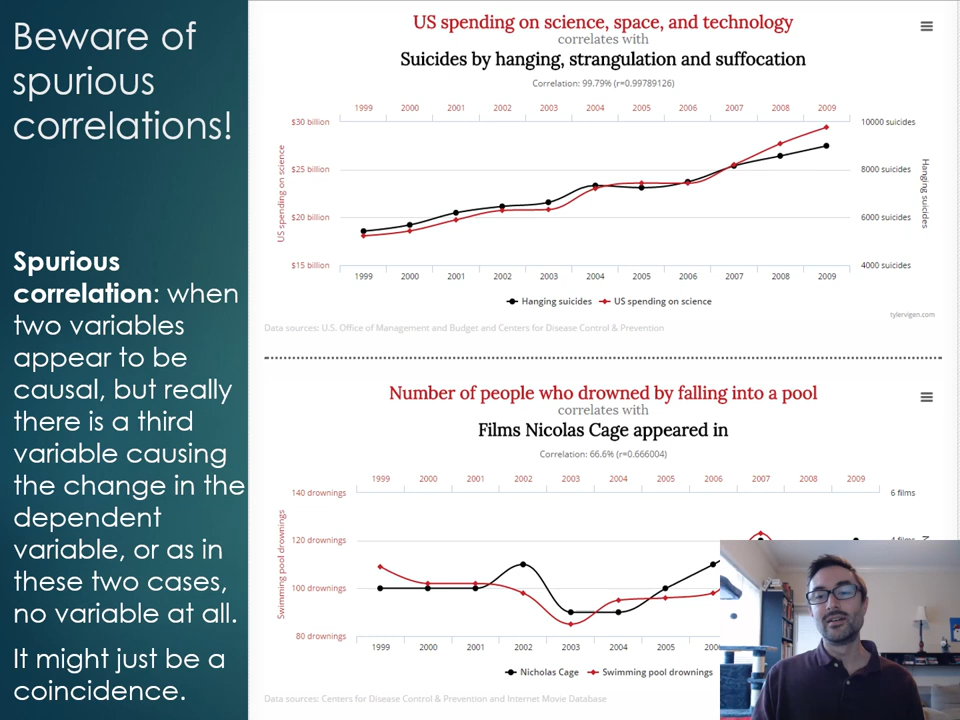 Beware of
spurious
correlations!
Spurious
correlation: when
two variables
appear to be
causal, but really
there is a third
variable causing
the change in the
dependent
variable, or as in
these two cases,
no variable at all.
It might just be a
coincidence.
US spending on science, space, and technology
correlates with
Suicides by hanging, strangulation and suffocation
Correlation: 99.79% (r=0.99789126)
1999 2000 2001 2002 2003 2004 2005 2006 2007 2008 2009
$30 billion 10000 suicides
$25 billion 8000 suicides
$20 billion 6000 suicides
$15 billion 4000 suicides
US spending on science
Hanging suicides
1999 2000 2001 2002 2003 2004 2005 2006 2007 2008 2009
Hanging suicides US spending on science
tylervigen.com
Data sources: U.S. Office of Management and Budget and Centers for Disease Control & Prevention
Number of people who drowned by falling into a pool
correlates with
Films Nicolas Cage appeared in
Correlation: 66.6% (r=0.666004)
1999 2000 2001 2002 2003 2004 2005 2006 2007 2008 2009
140 drownings 6 films
120 drownings
100 drownings
80 drownings
Swimming pool drownings
1999 2000 2001 2002 2003 2004 2005 2006
Nicholas Cage Swimming pool drownings
Data sources: Centers for Disease Control & Prevention and Internet Movie Database